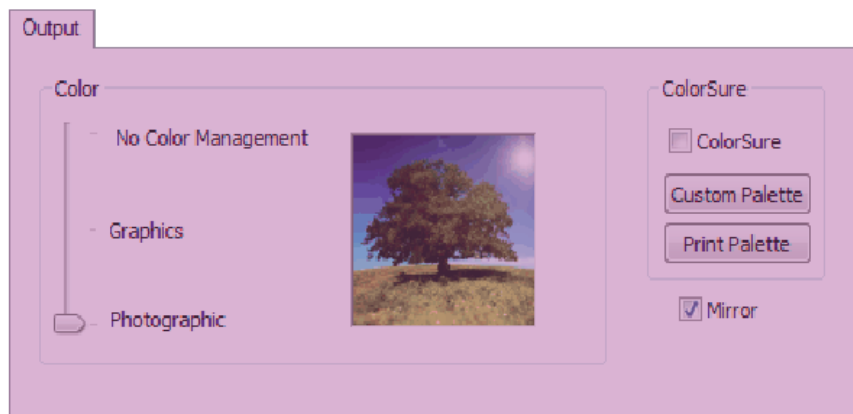 Output
Color
No Color Management
Graphics
Photographic
ColorSure
ColorSure
Custom Palette
Print Palette
Mirror